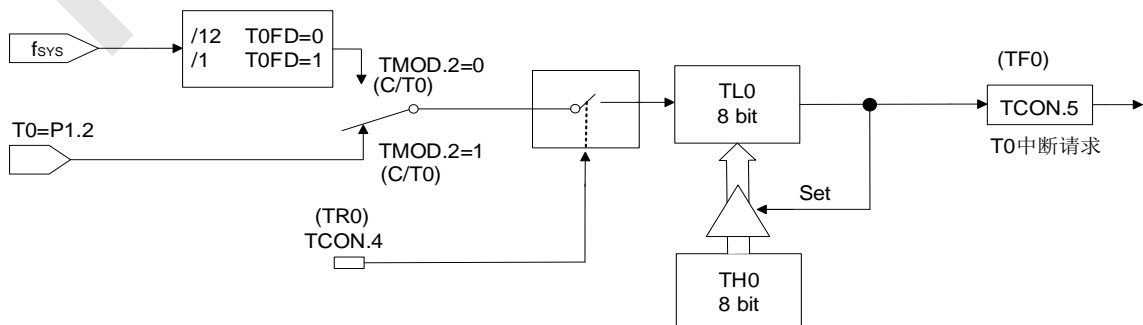 fSYS
/12 T0FD=0
/1 T0FD=1
TMOD.2=0
(C/T0)
T0=P1.2
TMOD.2=1
(C/T0)
(TR0)
TCON.4
TL0
8 bit
Set
TH0
8 bit
(TF0)
TCON.5
T0中断请求